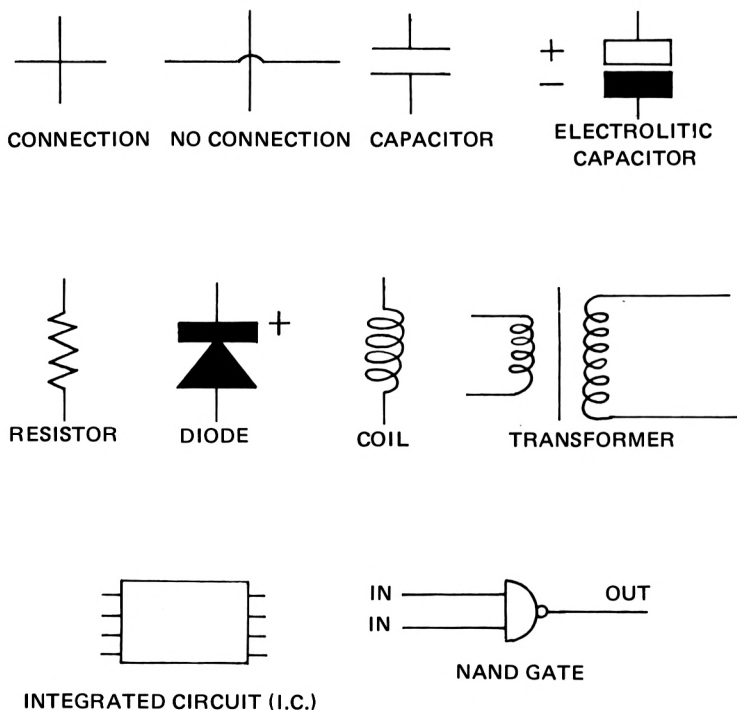 +
−
CONNECTION NO CONNECTION CAPACITOR ELECTROLITIC
CAPACITOR
+
RESISTOR DIODE COIL TRANSFORMER
IN OUT
IN
NAND GATE
INTEGRATED CIRCUIT (I.C.)